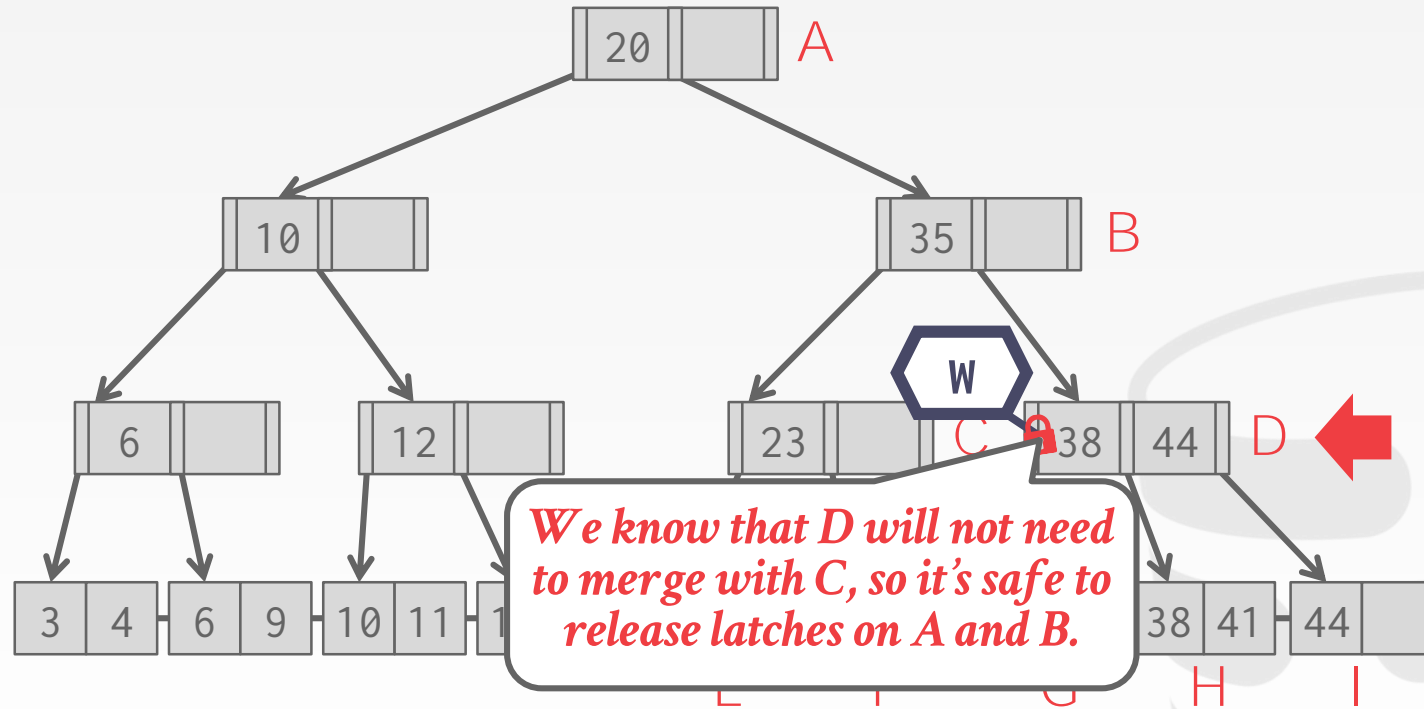 20 A
10 35 B
W
6 12 23 C 38 44 D
We know that D will not need
to merge with C, so it's safe to
release latches on A and B.
3 4 6 9 10 11 38 41 44
H I